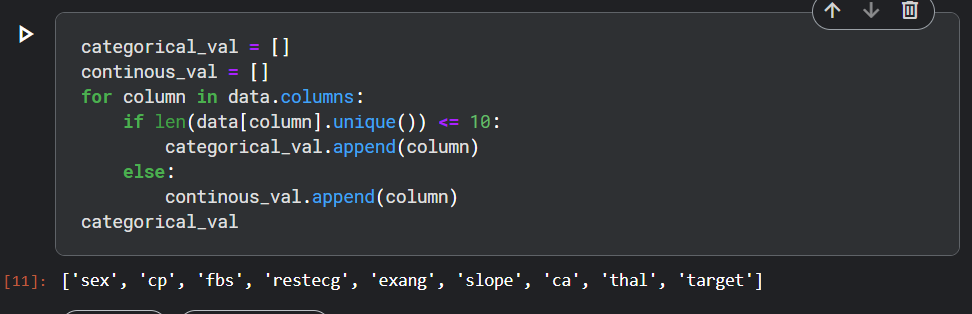 categorical_val = []
continous_val = []
for column in data.columns:
    if len(data[column].unique()) <= 10:
        categorical_val.append(column)
    else:
        continous_val.append(column)
categorical_val
[11]: ['sex', 'cp', 'fbs', 'restecg', 'exang', 'slope', 'ca', 'thal', 'target']